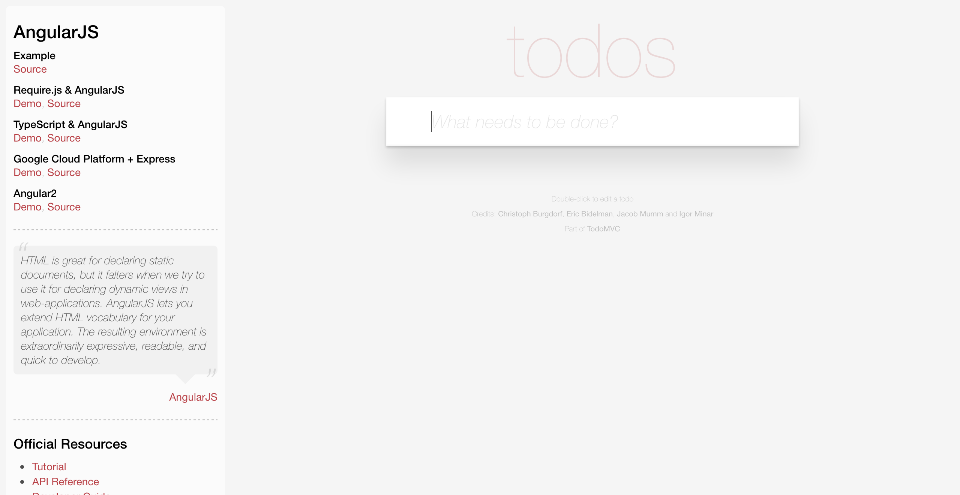 AngularJS
Example
Source
Require.js & AngularJS
Demo, Source
TypeScript & AngularJS
Demo, Source
Google Cloud Platform + Express
Demo, Source
Angular2
Demo, Source
“
HTML is great for declaring static
documents, but it falters when we try to
use it for declaring dynamic views in
web-applications. AngularJS lets you
extend HTML vocabulary for your
application. The resulting environment is
extraordinarily expressive, readable, and
quick to develop.
”
AngularJS
Official Resources
Tutorial
API Reference
todos
What needs to be done?
Double-click to edit a todo
Credits: Christoph Burgdorf, Eric Bidelman, Jacob Mumm and Igor Minar
Part of TodoMVC